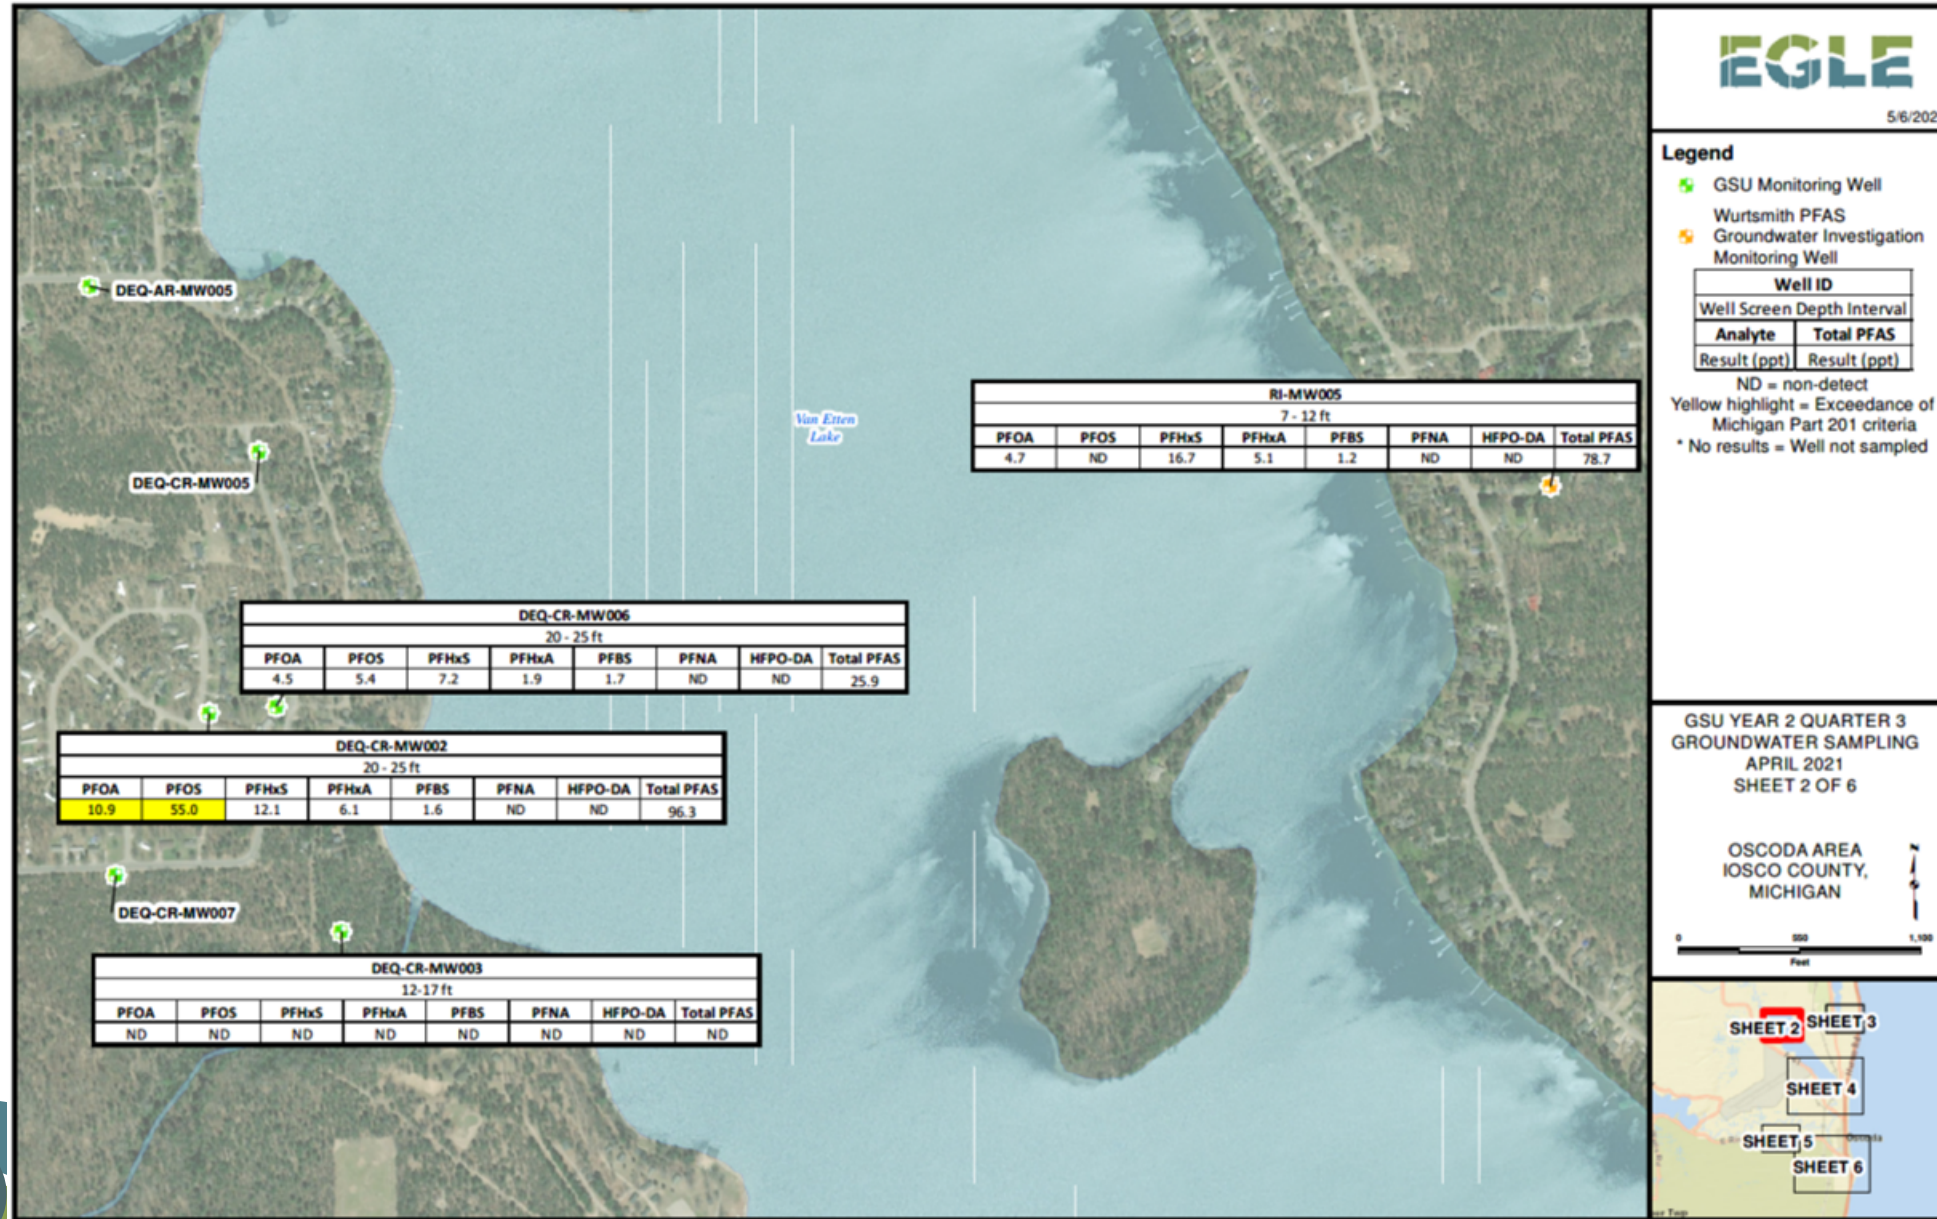 EGLE
5/6/202
Legend
GSU Monitoring Well
Wurtsmith PFAS
Groundwater Investigation
Monitoring Well
Well ID
Well Screen Depth Interval
Analyte Total PFAS
Result (ppt) Result (ppt)
ND = non-detect
Yellow highlight = Exceedance of
Michigan Part 201 criteria
* No results = Well not sampled
DEQ-AR-MW005
DEQ-CR-MW005
Van Etten
Lake
RI-MW005
7 - 12 ft
PFOA PFOS PFHxS PFHxA PFBS PFNA HFPO-DA Total PFAS
4.7 ND 16.7 5.1 1.2 ND ND 78.7
DEQ-CR-MW006
20 - 25 ft
PFOA PFOS PFHxS PFHxA PFBS PFNA HFPO-DA Total PFAS
4.5 5.4 7.2 1.9 1.7 ND ND 25.9
DEQ-CR-MW002
20 - 25 ft
PFOA PFOS PFHxS PFHxA PFBS PFNA HFPO-DA Total PFAS
10.9 55.0 12.1 6.1 1.6 ND ND 96.3
DEQ-CR-MW007
DEQ-CR-MW003
12-17 ft
PFOA PFOS PFHxS PFHxA PFBS PFNA HFPO-DA Total PFAS
ND ND ND ND ND ND ND ND
GSU YEAR 2 QUARTER 3
GROUNDWATER SAMPLING
APRIL 2021
SHEET 2 OF 6
OSCODA AREA
IOSCO COUNTY,
MICHIGAN
N
0 550 1,100
Feet
SHEET 2
SHEET 3
SHEET 4
SHEET 5
Oscoda
SHEET 6